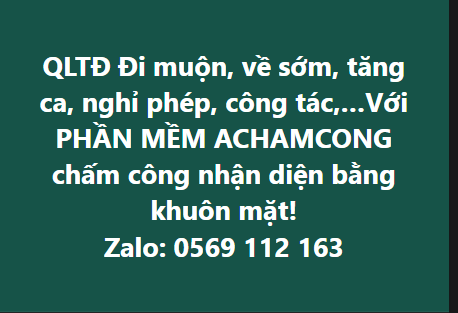 QLTĐ Đi muộn, về sớm, tăng
ca, nghỉ phép, công tác,...Với
PHẦN MỀM ACHAMCONG
chấm công nhận diện bằng
khuôn mặt!
Zalo: 0569 112 163